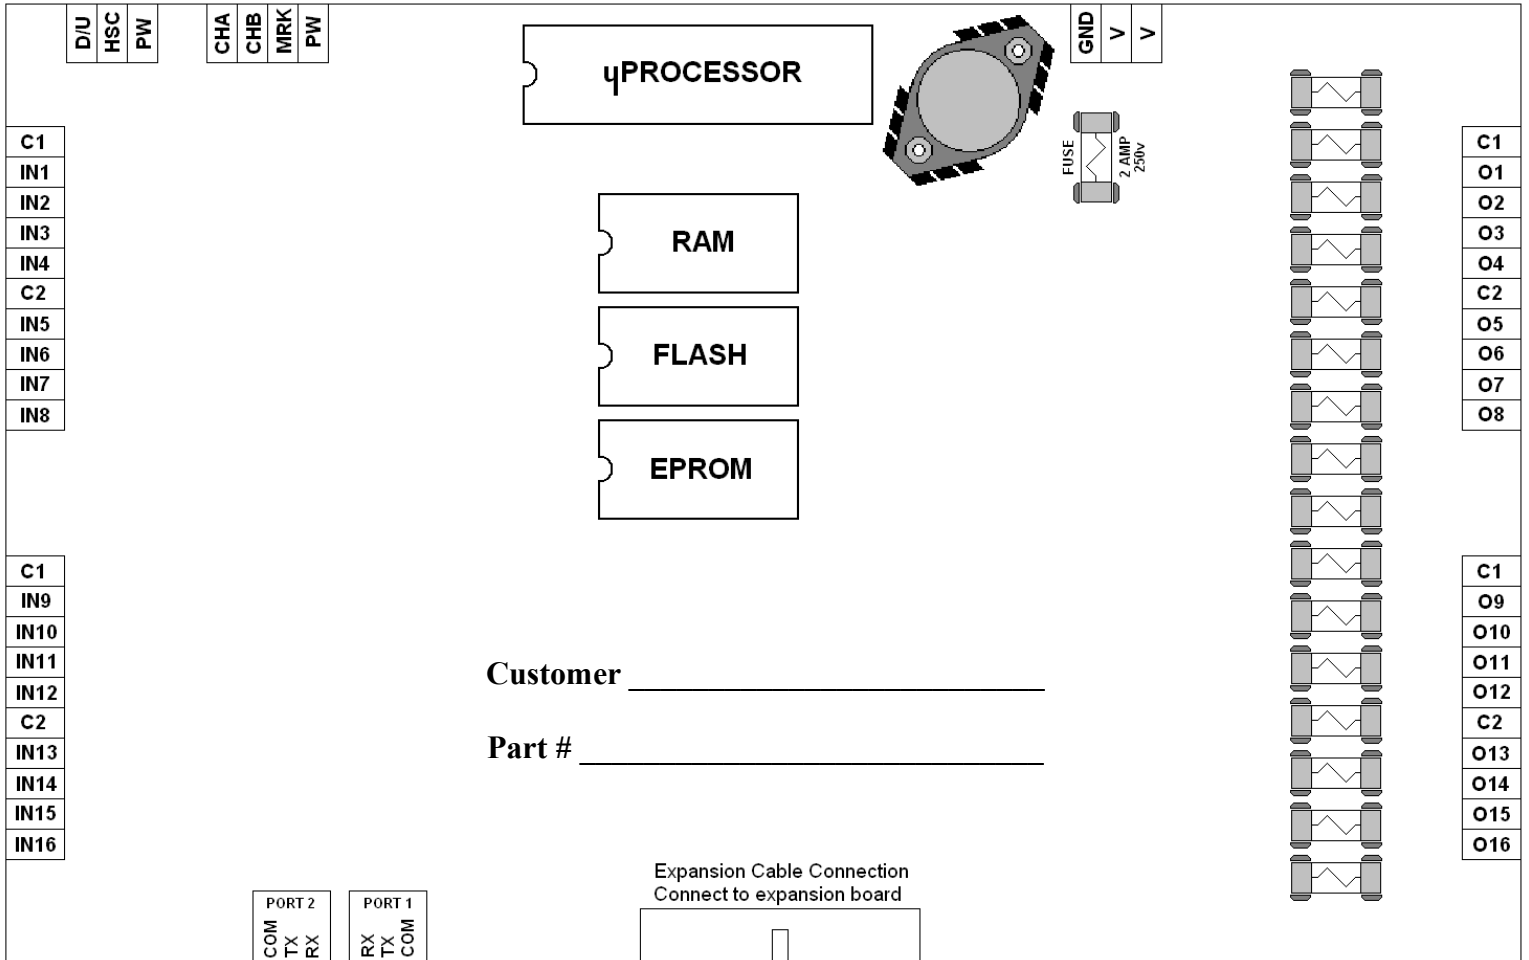 D/U
HSC
PW
CHA
CHB
MRK
PW
ɥPROCESSOR
GND
V
V
FUSE
2 AMP
250v
C1
IN1
IN2
IN3
IN4
C2
IN5
IN6
IN7
IN8
RAM
FLASH
EPROM
C1
O1
O2
O3
O4
C2
O5
O6
O7
O8
C1
IN9
IN10
IN11
IN12
C2
IN13
IN14
IN15
IN16
Customer
Part #
C1
O9
O10
O11
O12
C2
O13
O14
O15
O16
Expansion Cable Connection
Connect to expansion board
PORT 2
COM
TX
RX
PORT 1
RX
TX
COM